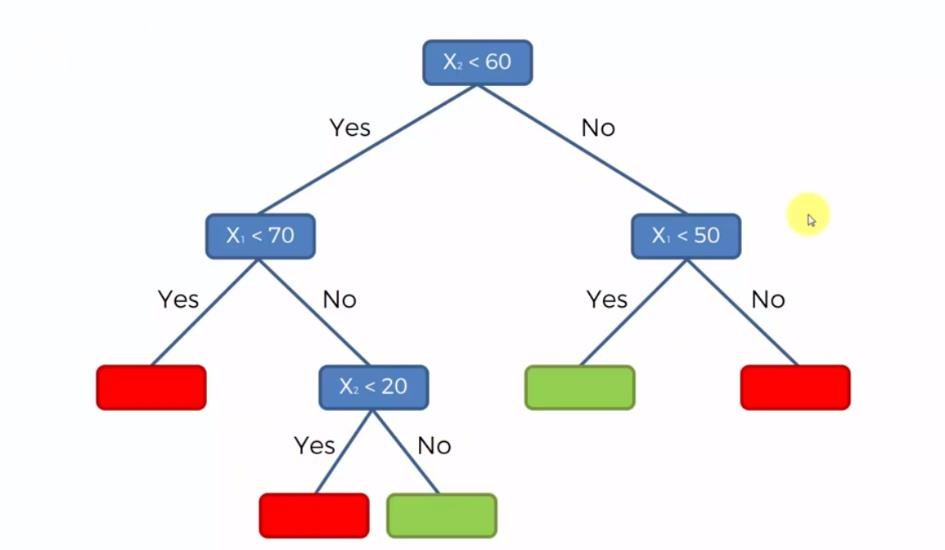 X₂ < 60
Yes
No
X₁ < 70
X₁ < 50
Yes
No
Yes
No
X₂ < 20
Yes
No